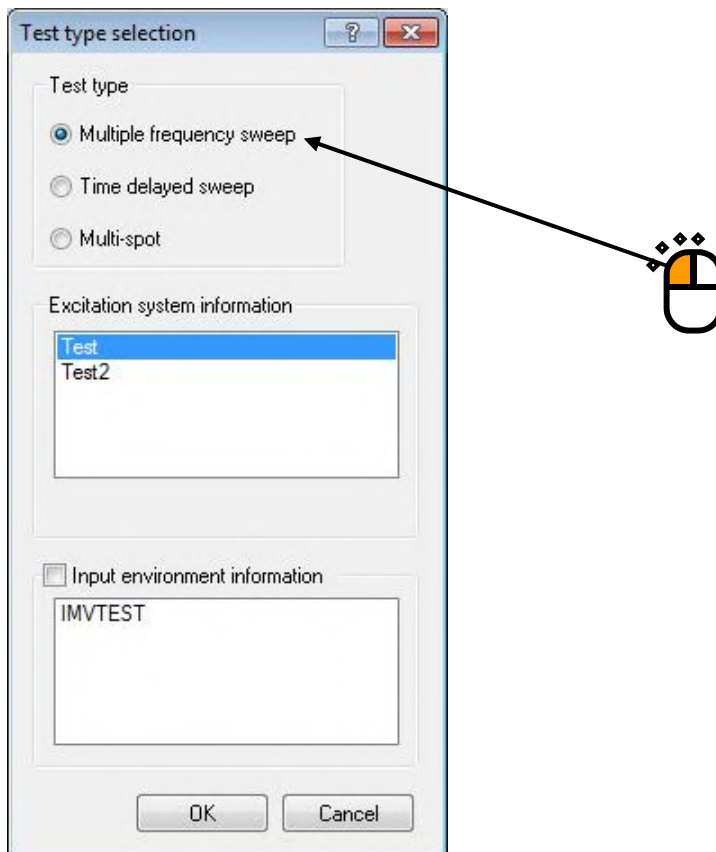 Test type selection
?
Test type
Multiple frequency sweep
Time delayed sweep
Multi-spot
Excitation system information
Test
Test2
Input environment information
IMVTEST
OK Cancel